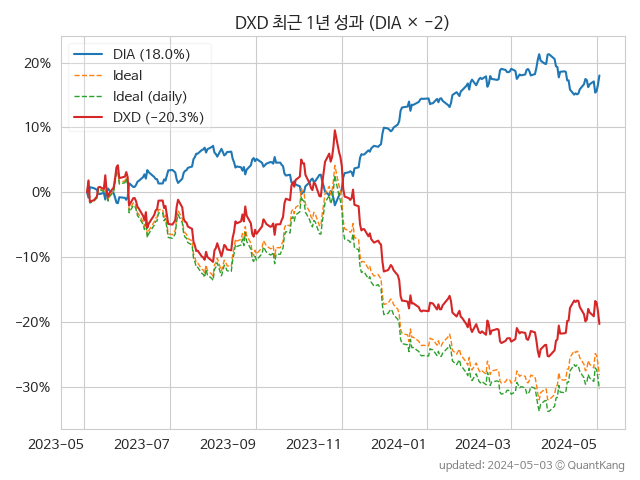 DXD 최근 1년 성과 (DIA × −2)
DIA (18.0%)
Ideal
Ideal (daily)
DXD (−20.3%)
20%
10%
0%
−10%
−20%
−30%
2023-05 2023-07 2023-09 2023-11 2024-01 2024-03 2024-05
updated: 2024-05-03 ⓒ QuantKang